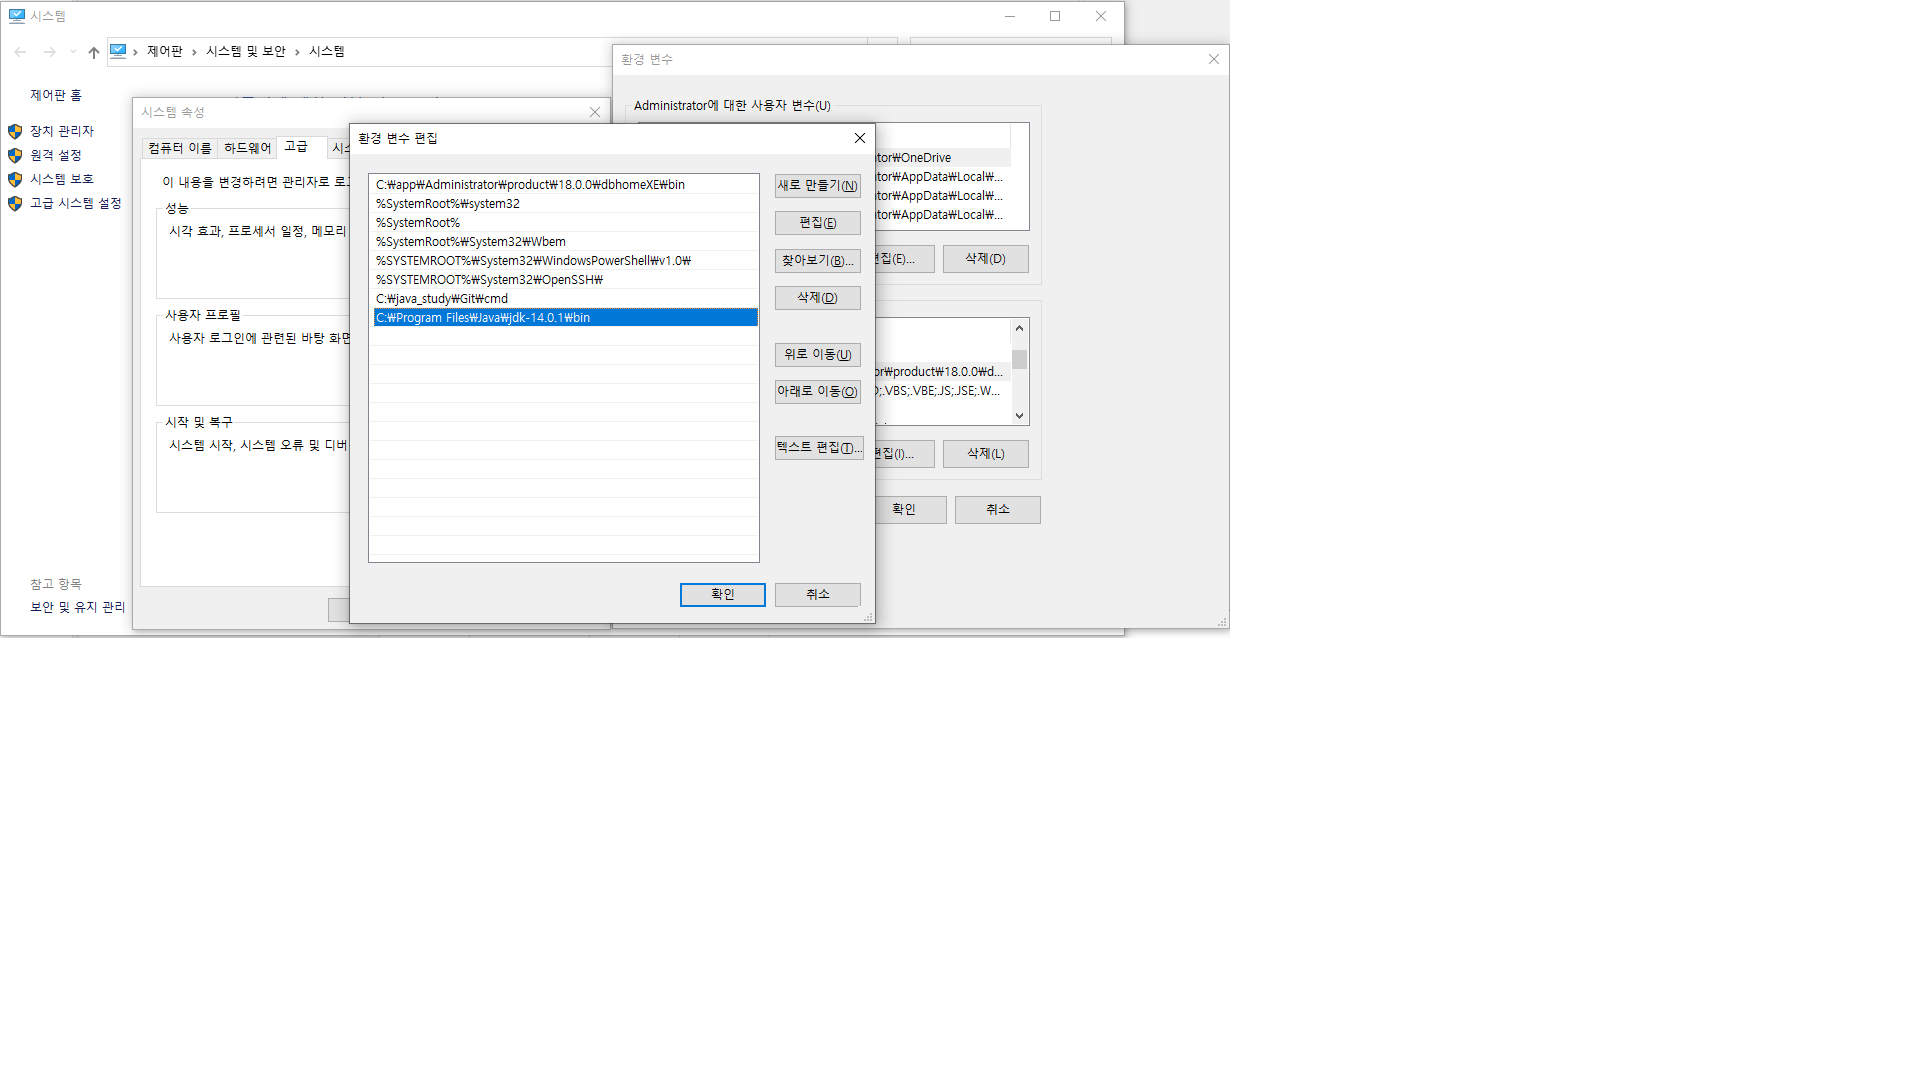 시스템
제어판 › 시스템 및 보안 › 시스템
제어판 홈
장치 관리자
원격 설정
시스템 보호
고급 시스템 설정
참고 항목
보안 및 유지 관리
시스템 속성
컴퓨터 이름 하드웨어 고급
이 내용을 변경하려면 관리자로
성능
시각 효과, 프로세서 일정, 메모리
사용자 프로필
사용자 로그인에 관련된 바탕 화면
시작 및 복구
시스템 시작, 시스템 오류 및 디버
환경 변수 편집
C:₩app₩Administrator₩product₩18.0.0₩dbhomeXE₩bin
%SystemRoot%₩system32
%SystemRoot%
%SystemRoot%₩System32₩Wbem
%SYSTEMROOT%₩System32₩WindowsPowerShell₩v1.0₩
%SYSTEMROOT%₩System32₩OpenSSH₩
C:₩java_study₩Git₩cmd
C:₩Program Files₩Java₩jdk-14.0.1₩bin
새로 만들기(N)
편집(E)
찾아보기(B)...
삭제(D)
위로 이동(U)
아래로 이동(O)
텍스트 편집(T)...
확인 취소
환경 변수
Administrator에 대한 사용자 변수(U)
tor₩OneDrive
tor₩AppData₩Local₩...
tor₩AppData₩Local₩...
tor₩AppData₩Local₩...
편집(E)... 삭제(D)
or₩product₩18.0.0₩d...
;.VBS;.VBE;.JS;.JSE;.W...
편집(I)... 삭제(L)
확인 취소